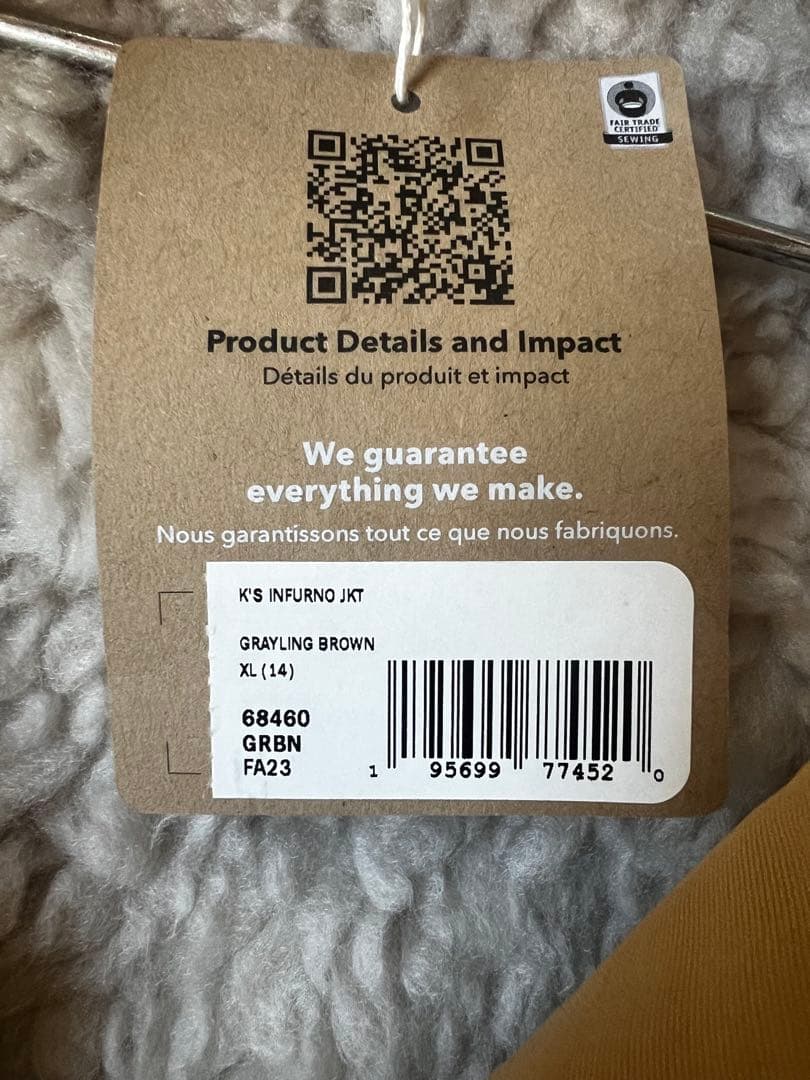 FAIR TRADE
CERTIFIED
SEWING
Product Details and Impact
Détails du produit et impact
We guarantee
everything we make.
Nous garantissons tout ce que nous fabriquons.
K'S INFURNO JKT
GRAYLING BROWN
XL (14)
68460
GRBN
FA23
1 95699 77452 0